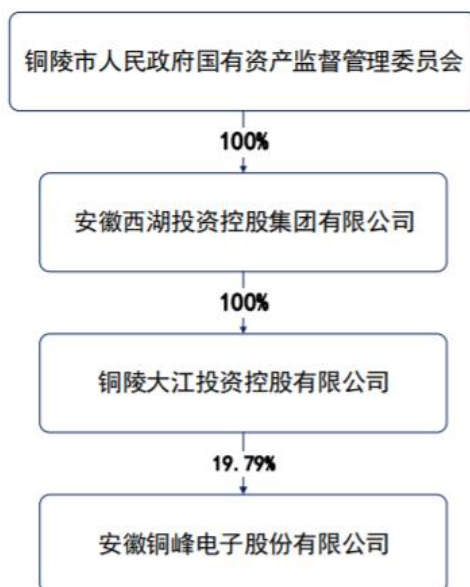 铜陵市人民政府国有资产监督管理委员会
100%
安徽西湖投资控股集团有限公司
100%
铜陵大江投资控股有限公司
19.79%
安徽铜峰电子股份有限公司